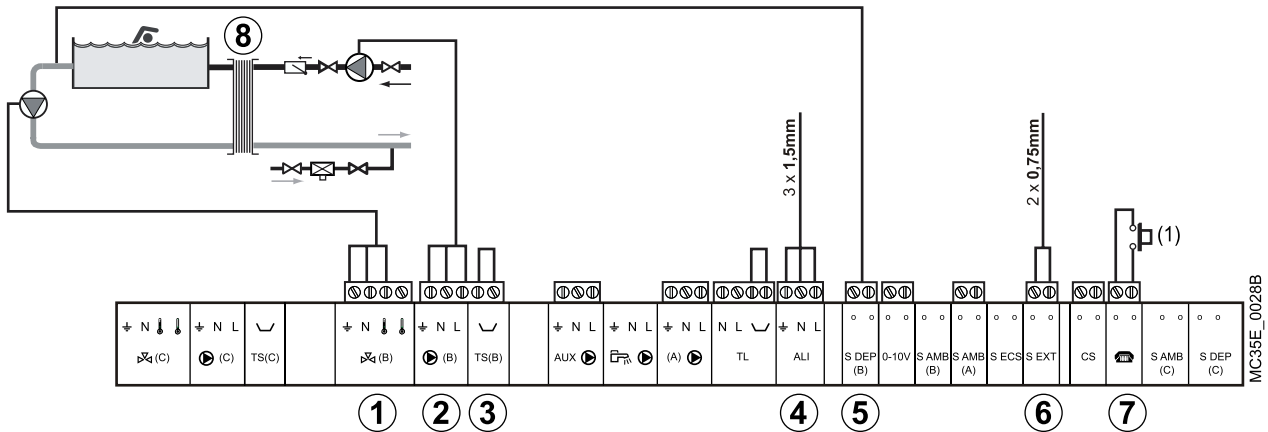 8
3 x 1,5mm
2 x 0,75mm
(1)
MC35E_0028B
N
(C)
N L
(C)
TS(C)
N
(B)
N L
(B)
TS(B)
N L
AUX
N L
N L
(A)
N L
TL
N L
ALI
S DEP
(B)
0-10V
S AMB
(B)
S AMB
(A)
S ECS
S EXT
CS
S AMB
(C)
S DEP
(C)
1
2
3
4
5
6
7